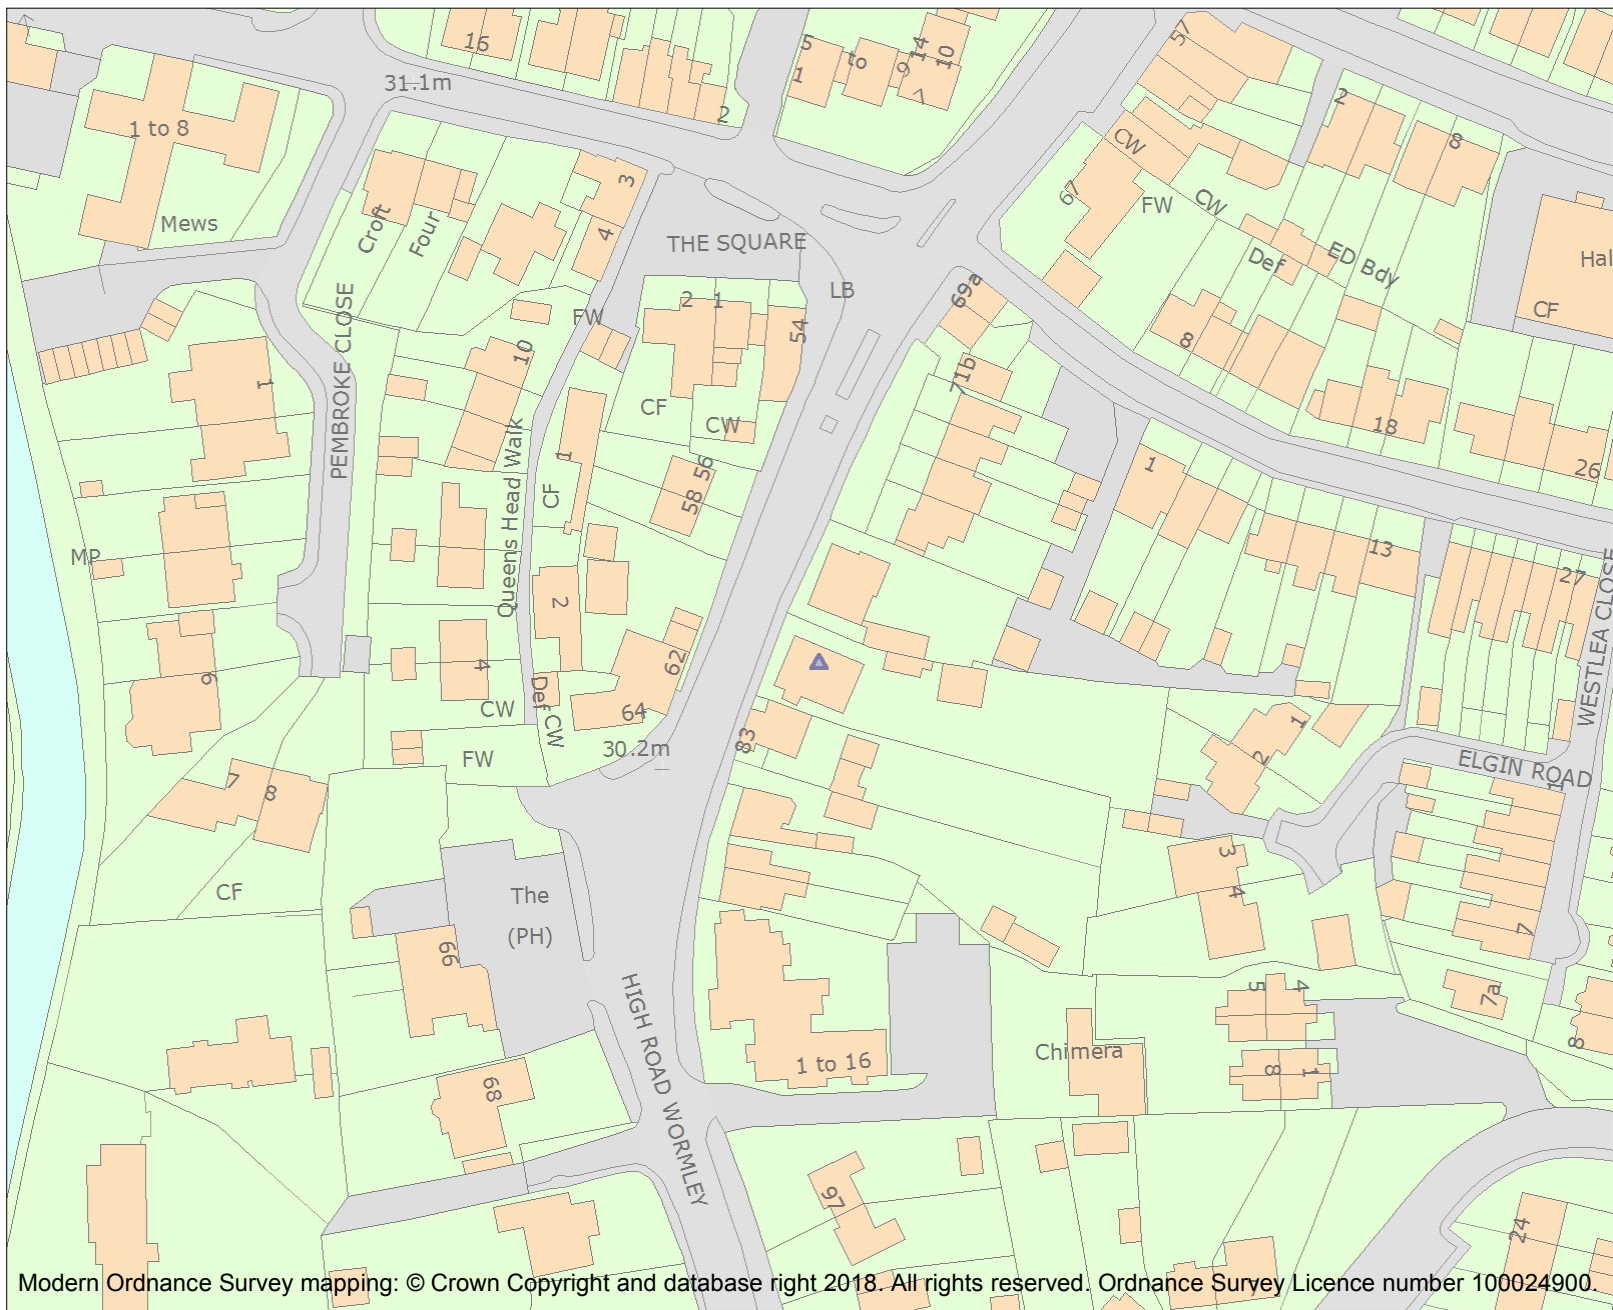 16
31.1m
2
5
1
to
9
14
10
7
57
2
8
1 to 8
CW
67
FW
CW
Mews
Croft
Four
3
4
THE SQUARE
Def
ED Bdy
Hal
CF
LB
69a
PEMBROKE CLOSE
FW
2
1
54
8
1
10
71b
CF
CW
18
26
Queens Head Walk
1
CF
58
56
1
13
27
MP
2
WESTLEA CLOSE
6
4
62
CW
Def
CW
64
30.2m
83
1
2
FW
ELGIN ROAD
1
7
8
3
4
CF
The
(PH)
66
7
HIGH ROAD WORMLEY
5
4
7a
8
1 to 16
Chimera
8
1
68
97
24
7
Modern Ordnance Survey mapping: © Crown Copyright and database right 2018. All rights reserved. Ordnance Survey Licence number 100024900.